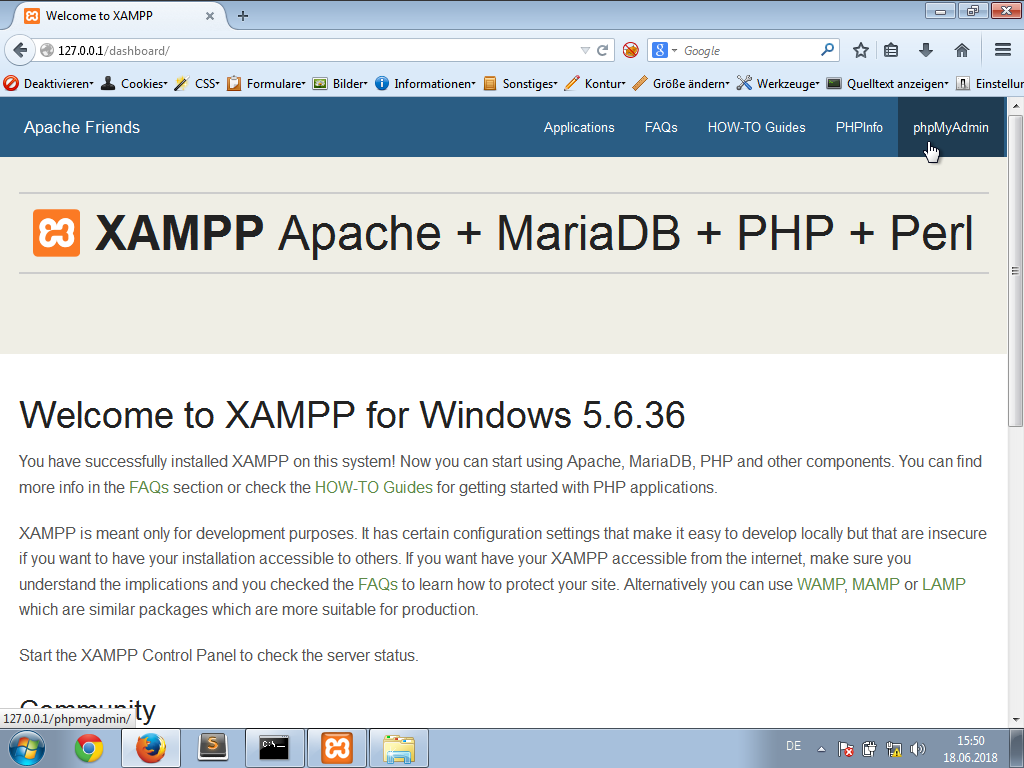 Welcome to XAMPP
127.0.0.1/dashboard/
Google
Deaktivieren
Cookies
CSS
Formulare
Bilder
Informationen
Sonstiges
Kontur
Größe ändern
Werkzeuge
Quelltext anzeigen
Einstellur
Apache Friends
Applications
FAQs
HOW-TO Guides
PHPInfo
phpMyAdmin
XAMPP Apache + MariaDB + PHP + Perl
Welcome to XAMPP for Windows 5.6.36
You have successfully installed XAMPP on this system! Now you can start using Apache, MariaDB, PHP and other components. You can find
more info in the FAQs section or check the HOW-TO Guides for getting started with PHP applications.
XAMPP is meant only for development purposes. It has certain configuration settings that make it easy to develop locally but that are insecure
if you want to have your installation accessible to others. If you want have your XAMPP accessible from the internet, make sure you
understand the implications and you checked the FAQs to learn how to protect your site. Alternatively you can use WAMP, MAMP or LAMP
which are similar packages which are more suitable for production.
Start the XAMPP Control Panel to check the server status.
Community
127.0.0.1/phpmyadmin/
DE
15:50
18.06.2018